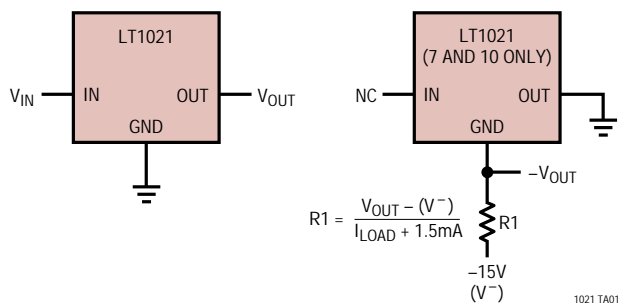 LT1021
V_IN
IN
OUT
V_OUT
GND
LT1021
(7 AND 10 ONLY)
NC
IN
OUT
GND
–V_OUT
R1 = V_OUT – (V⁻) / I_LOAD + 1.5mA
R1
–15V
(V⁻)
1021 TA01